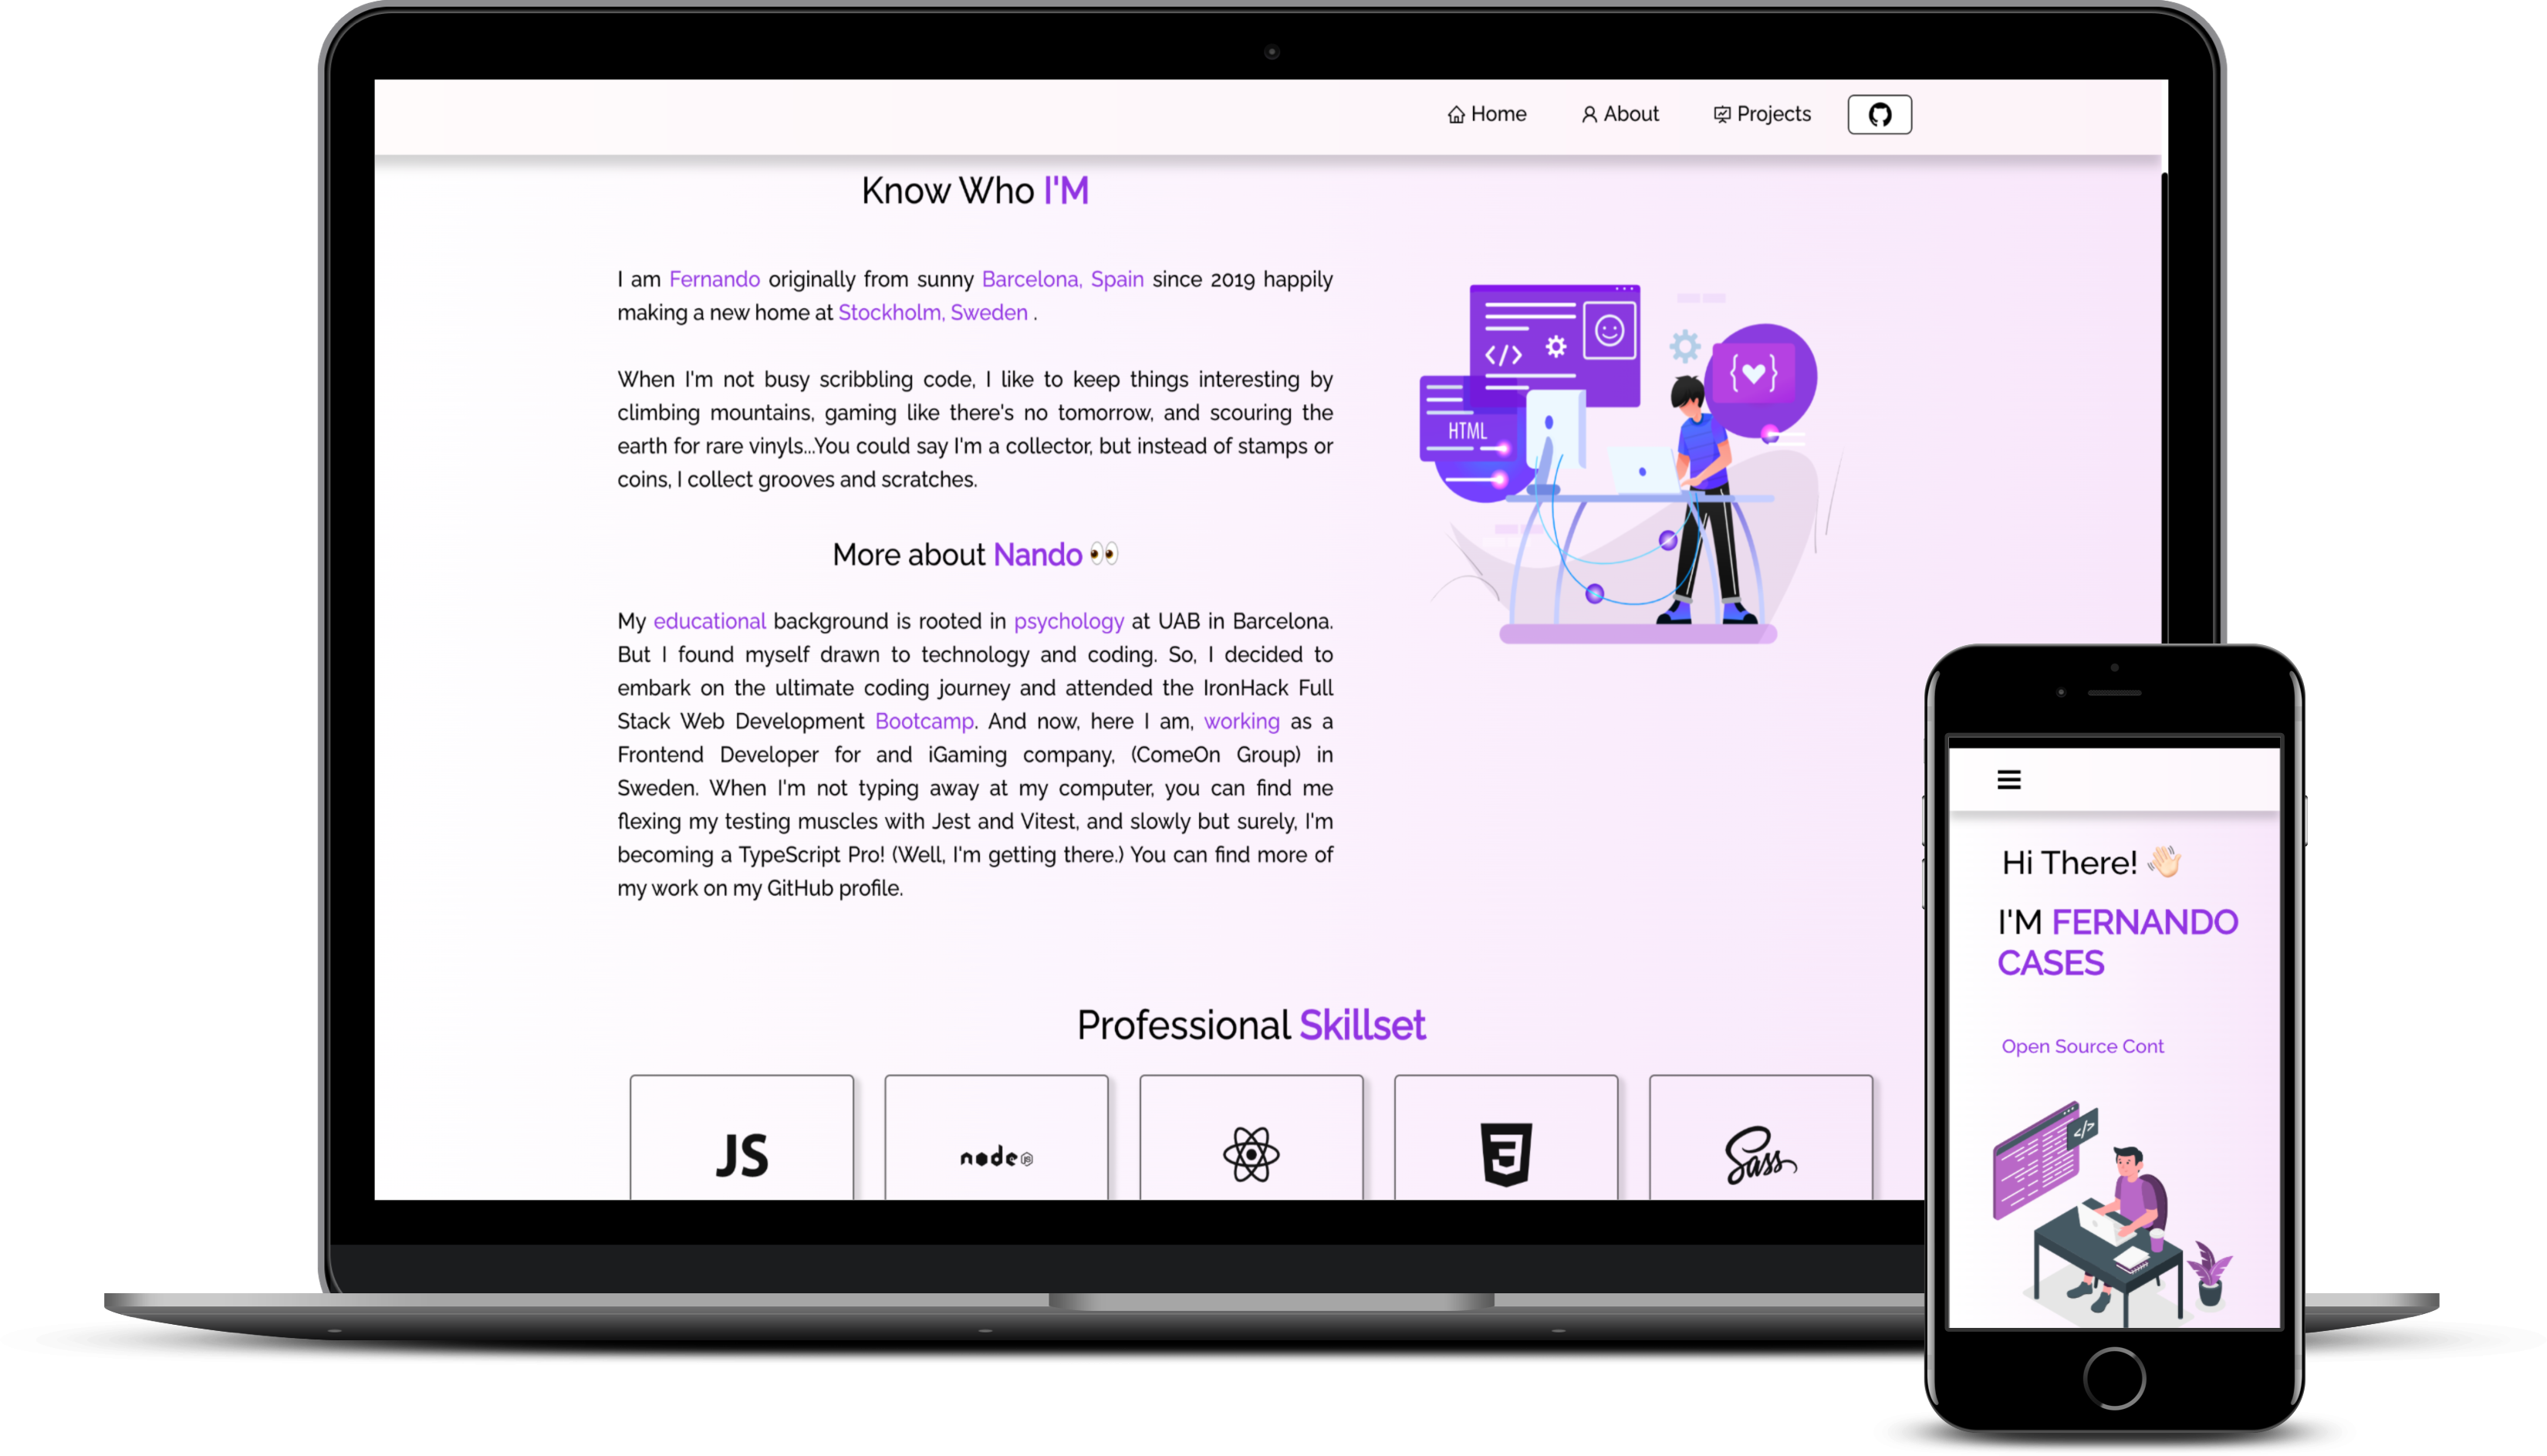 Home About Projects
Know Who I'M
I am Fernando originally from sunny Barcelona, Spain since 2019 happily
making a new home at Stockholm, Sweden .
When I'm not busy scribbling code, I like to keep things interesting by
climbing mountains, gaming like there's no tomorrow, and scouring the
earth for rare vinyls...You could say I'm a collector, but instead of stamps or
coins, I collect grooves and scratches.
</>
HTML
{ }
More about Nando 👀
My educational background is rooted in psychology at UAB in Barcelona.
But I found myself drawn to technology and coding. So, I decided to
embark on the ultimate coding journey and attended the IronHack Full
Stack Web Development Bootcamp. And now, here I am, working as a
Frontend Developer for and iGaming company, (ComeOn Group) in
Sweden. When I'm not typing away at my computer, you can find me
flexing my testing muscles with Jest and Vitest, and slowly but surely, I'm
becoming a TypeScript Pro! (Well, I'm getting there.) You can find more of
my work on my GitHub profile.
Professional Skillset
JS
node JS
3
Sass
Hi There! 👋🏻
I'M FERNANDO
CASES
Open Source Cont
</>